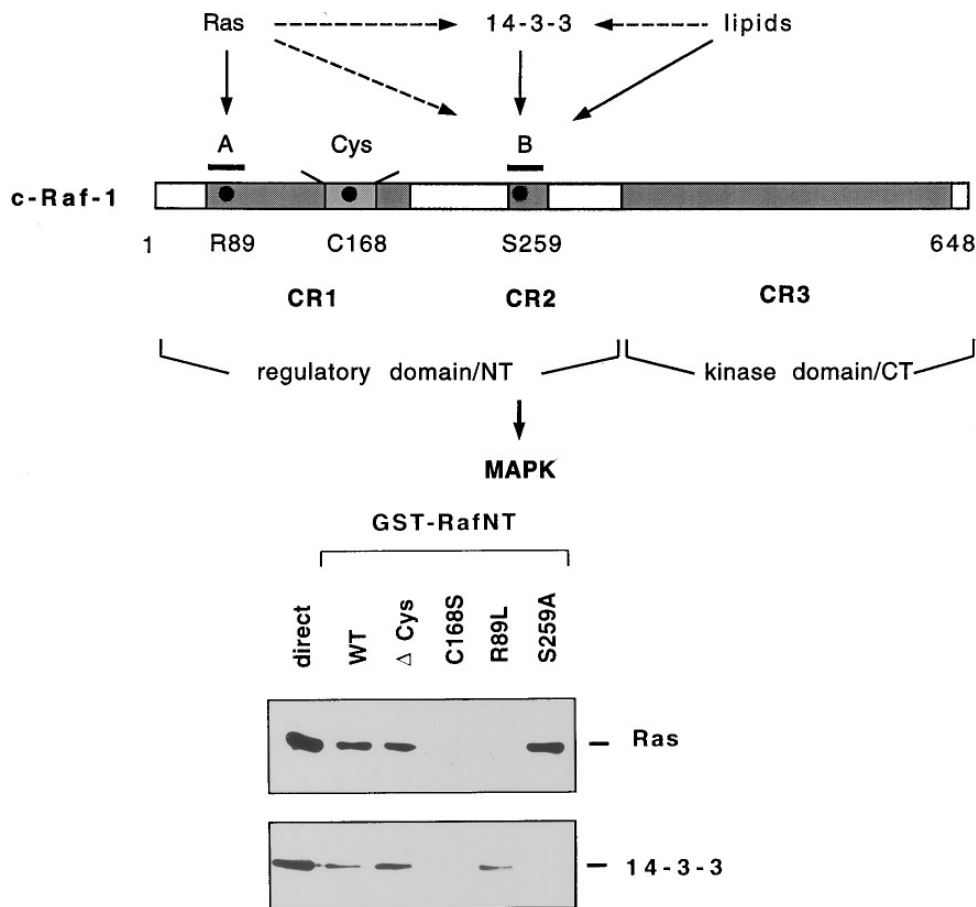 Ras 14-3-3 lipids
A Cys B
c-Raf-1
1 R89 C168 S259 648
CR1 CR2 CR3
regulatory domain/NT kinase domain/CT
MAPK
GST-RafNT
direct WT Δ Cys C168S R89L S259A
Ras
14-3-3